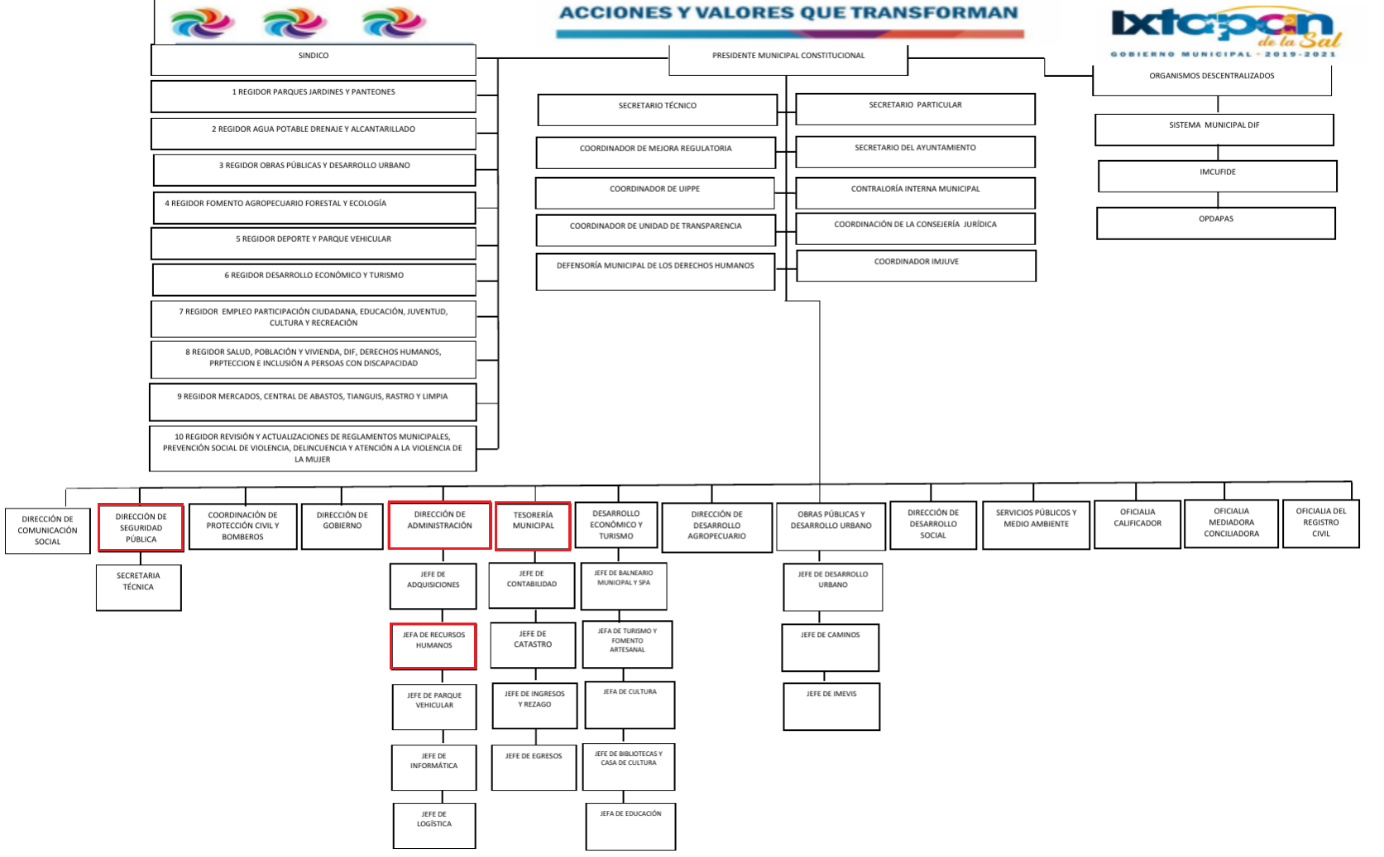 ACCIONES Y VALORES QUE TRANSFORMAN
Ixtapan
de la Sal
GOBIERNO MUNICIPAL - 2019-2021
SINDICO
PRESIDENTE MUNICIPAL CONSTITUCIONAL
ORGANISMOS DESCENTRALIZADOS
1 REGIDOR PARQUES JARDINES Y PANTEONES
2 REGIDOR AGUA POTABLE DRENAJE Y ALCANTARILLADO
3 REGIDOR OBRAS PÚBLICAS Y DESARROLLO URBANO
4 REGIDOR FOMENTO AGROPECUARIO FORESTAL Y ECOLOGÍA
5 REGIDOR DEPORTE Y PARQUE VEHICULAR
6 REGIDOR DESARROLLO ECONÓMICO Y TURISMO
7 REGIDOR EMPLEO PARTICIPACIÓN CIUDADANA, EDUCACIÓN, JUVENTUD,
CULTURA Y RECREACIÓN
8 REGIDOR SALUD, POBLACIÓN Y VIVIENDA, DIF, DERECHOS HUMANOS,
PRPTECCION E INCLUSIÓN A PERSOAS CON DISCAPACIDAD
9 REGIDOR MERCADOS, CENTRAL DE ABASTOS, TIANGUIS, RASTRO Y LIMPIA
10 REGIDOR REVISIÓN Y ACTUALIZACIONES DE REGLAMENTOS MUNICIPALES,
PREVENCIÓN SOCIAL DE VIOLENCIA, DELINCUENCIA Y ATENCIÓN A LA VIOLENCIA DE
LA MUJER
SECRETARIO TÉCNICO
SECRETARIO PARTICULAR
COORDINADOR DE MEJORA REGULATORIA
SECRETARIO DEL AYUNTAMIENTO
COORDINADOR DE UIPPE
CONTRALORÍA INTERNA MUNICIPAL
COORDINADOR DE UNIDAD DE TRANSPARENCIA
COORDINACIÓN DE LA CONSEJERÍA JURÍDICA
DEFENSORÍA MUNICIPAL DE LOS DERECHOS HUMANOS
COORDINADOR IMJUVE
SISTEMA MUNICIPAL DIF
IMCUFIDE
OPDAPAS
DIRECCIÓN DE
COMUNICACIÓN
SOCIAL
DIRECCIÓN DE
SEGURIDAD
PÚBLICA
SECRETARIA
TÉCNICA
COORDINACIÓN DE
PROTECCIÓN CIVIL Y
BOMBEROS
DIRECCIÓN DE
GOBIERNO
DIRECCIÓN DE
ADMINISTRACIÓN
JEFE DE
ADQUISICIONES
JEFA DE RECURSOS
HUMANOS
JEFE DE PARQUE
VEHICULAR
JEFE DE
INFORMÁTICA
JEFE DE
LOGÍSTICA
TESORERÍA
MUNICIPAL
JEFE DE
CONTABILIDAD
JEFE DE
CATASTRO
JEFE DE INGRESOS
Y REZAGO
JEFE DE EGRESOS
DESARROLLO
ECONÓMICO Y
TURISMO
JEFE DE BALNEARIO
MUNICIPAL Y SPA
JEFA DE TURISMO Y
FOMENTO
ARTESANAL
JEFA DE CULTURA
JEFE DE BIBLIOTECAS Y
CASA DE CULTURA
JEFA DE EDUCACIÓN
DIRECCIÓN DE
DESARROLLO
AGROPECUARIO
OBRAS PÚBLICAS Y
DESARROLLO URBANO
JEFE DE DESARROLLO
URBANO
JEFE DE CAMINOS
JEFE DE IMEVIS
DIRECCIÓN DE
DESARROLLO
SOCIAL
SERVICIOS PÚBLICOS Y
MEDIO AMBIENTE
OFICIALIA
CALIFICADOR
OFICIALIA
MEDIADORA
CONCILIADORA
OFICIALIA DEL
REGISTRO
CIVIL